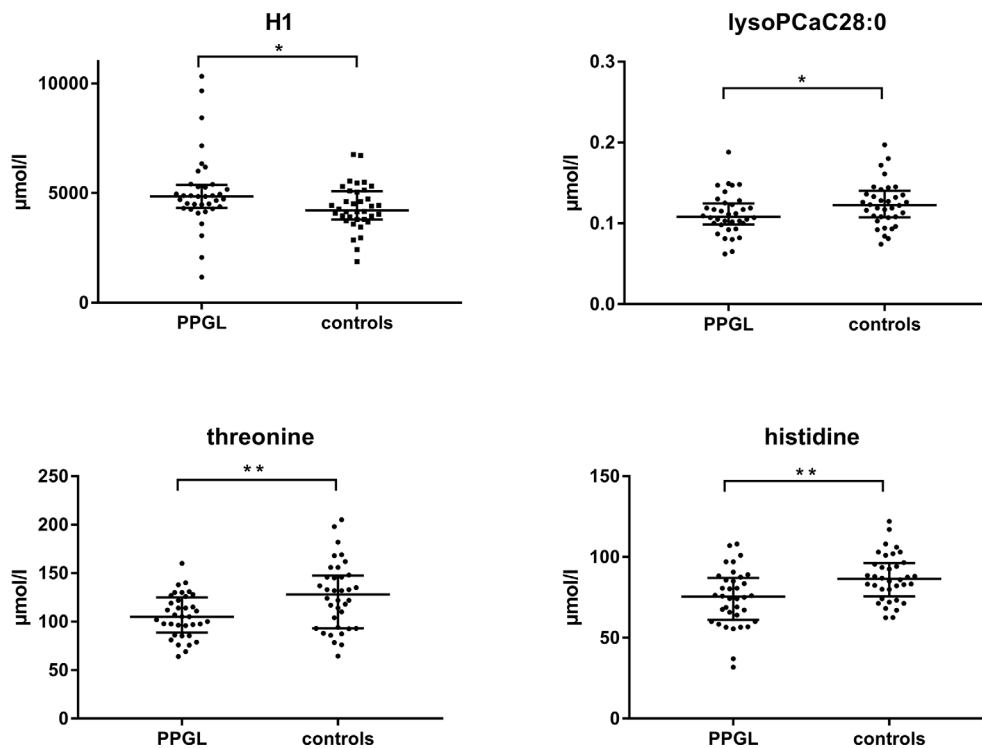 H1
*
10000
5000
0
µmol/l
PPGL
controls
lysoPCaC28:0
*
0.3
0.2
0.1
0.0
µmol/l
PPGL
controls
threonine
* *
250
200
150
100
50
0
µmol/l
PPGL
controls
histidine
* *
150
100
50
0
µmol/l
PPGL
controls